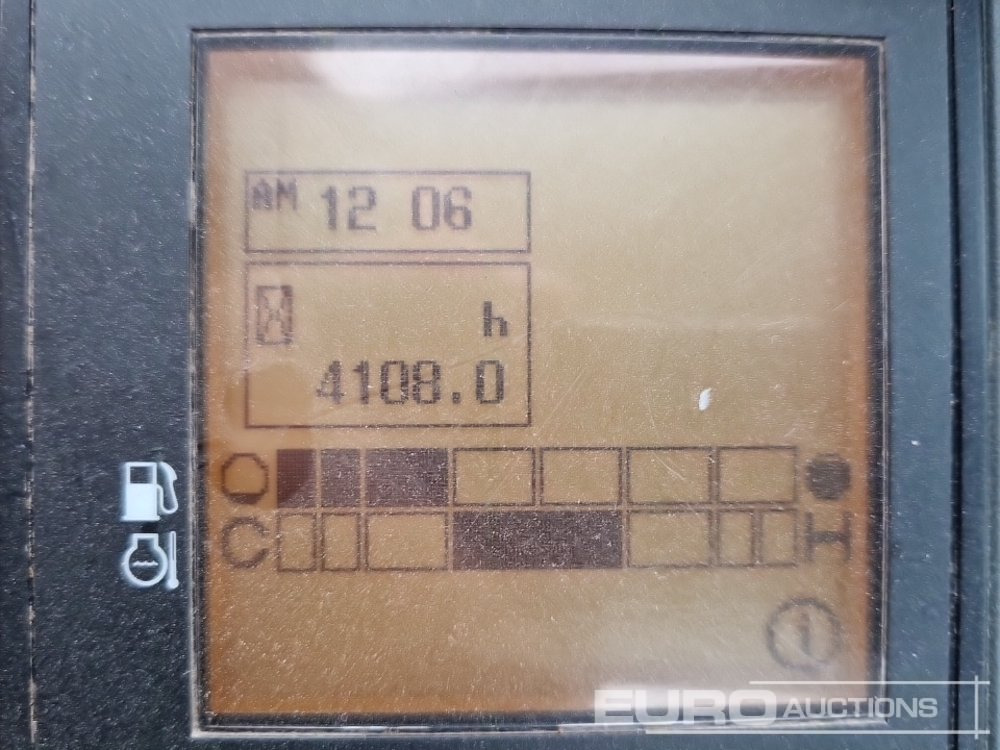 AM 12 06
h
4108.0
C H
i
EURO AUCTIONS